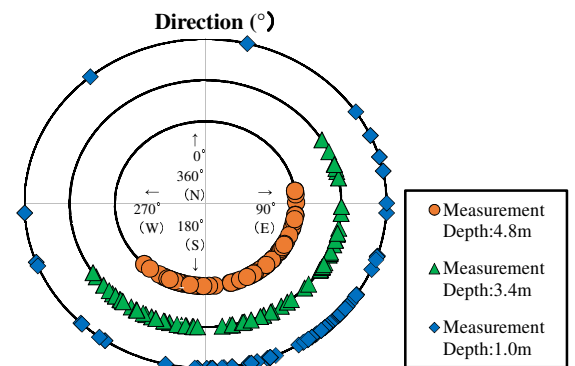 Direction (°)
↑
0°
360°
(N)
← →
270° 90°
(W) (E)
180°
(S)
↓
Measurement
Depth:4.8m
Measurement
Depth:3.4m
Measurement
Depth:1.0m